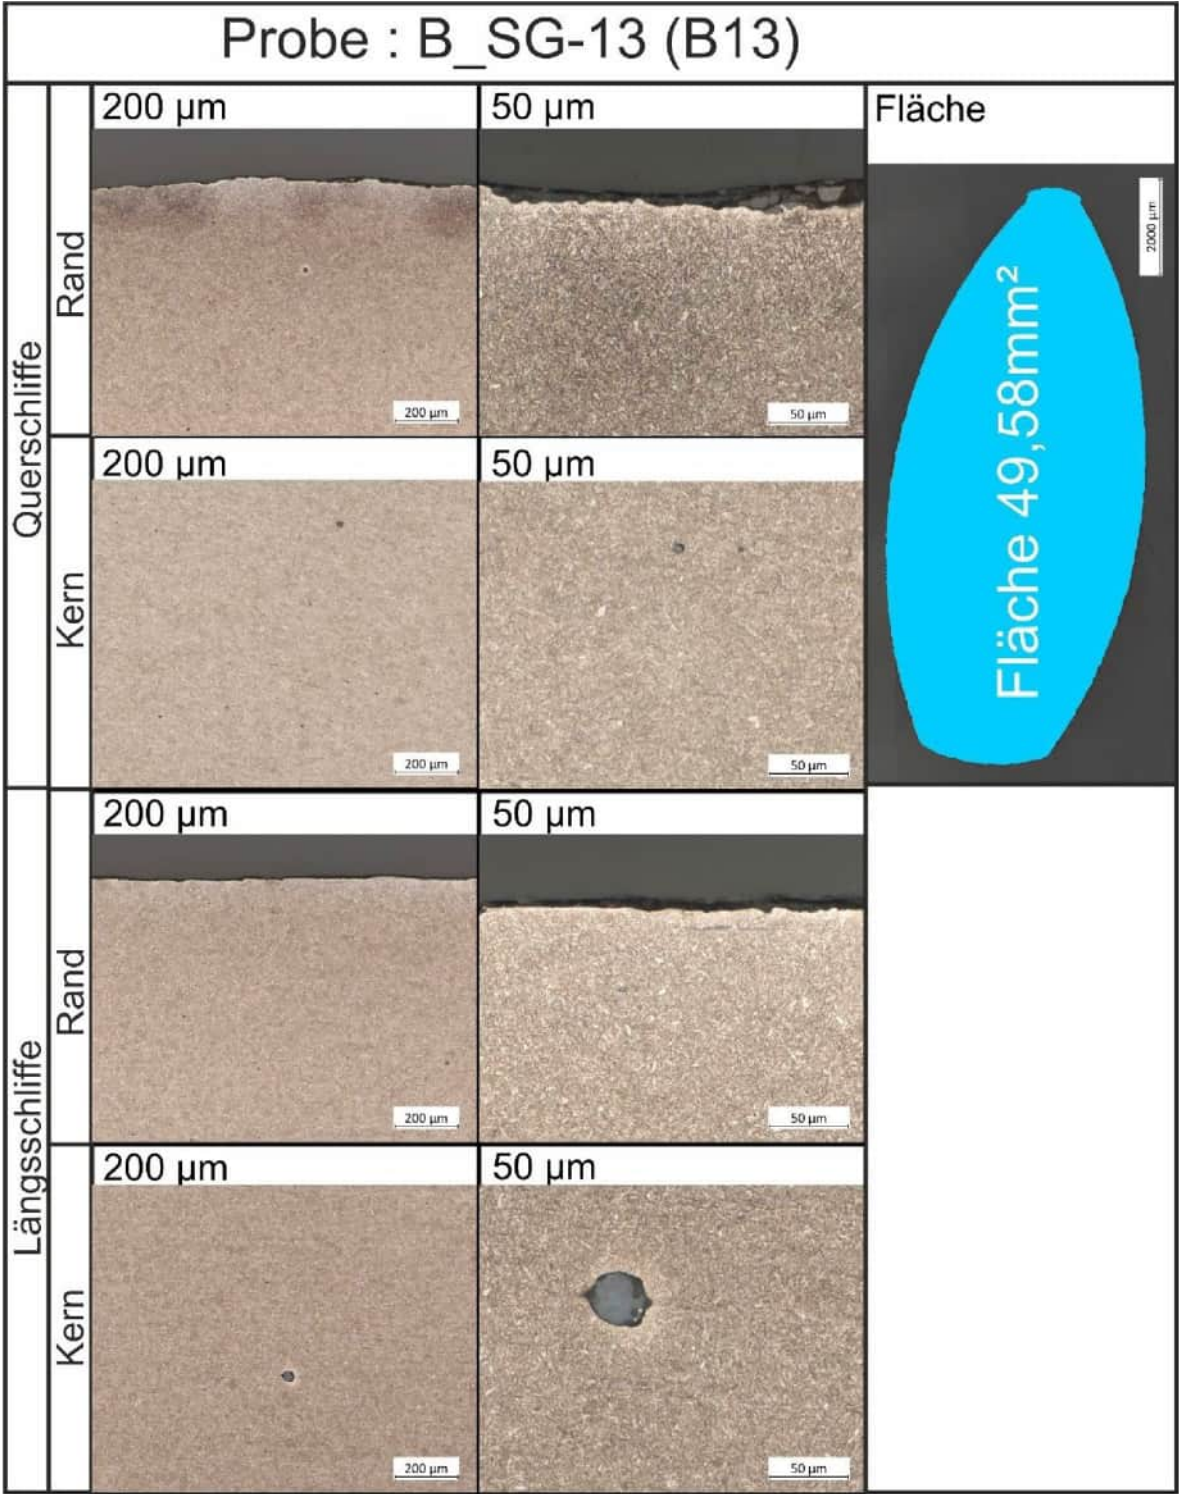 Probe : B_SG-13 (B13)
Querschliffe
Rand
200 µm
50 µm
Fläche
200 µm
50 µm
2000 µm
Fläche 49,58mm²
Kern
200 µm
50 µm
200 µm
50 µm
Längsschliffe
Rand
200 µm
50 µm
200 µm
50 µm
Kern
200 µm
50 µm
200 µm
50 µm